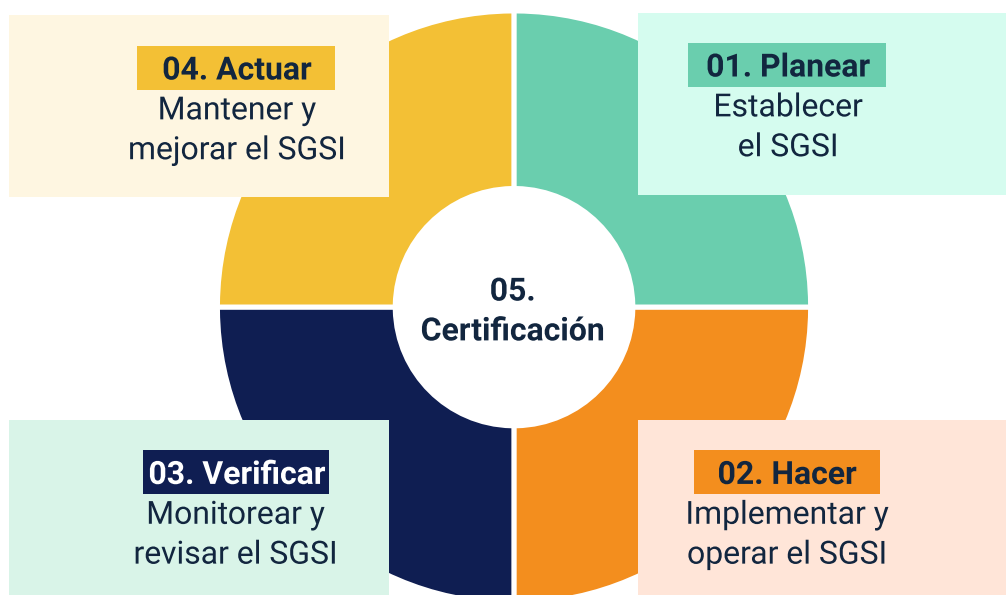 04. Actuar
Mantener y
mejorar el SGSI
01. Planear
Establecer
el SGSI
05.
Certificación
03. Verificar
Monitorear y
revisar el SGSI
02. Hacer
Implementar y
operar el SGSI